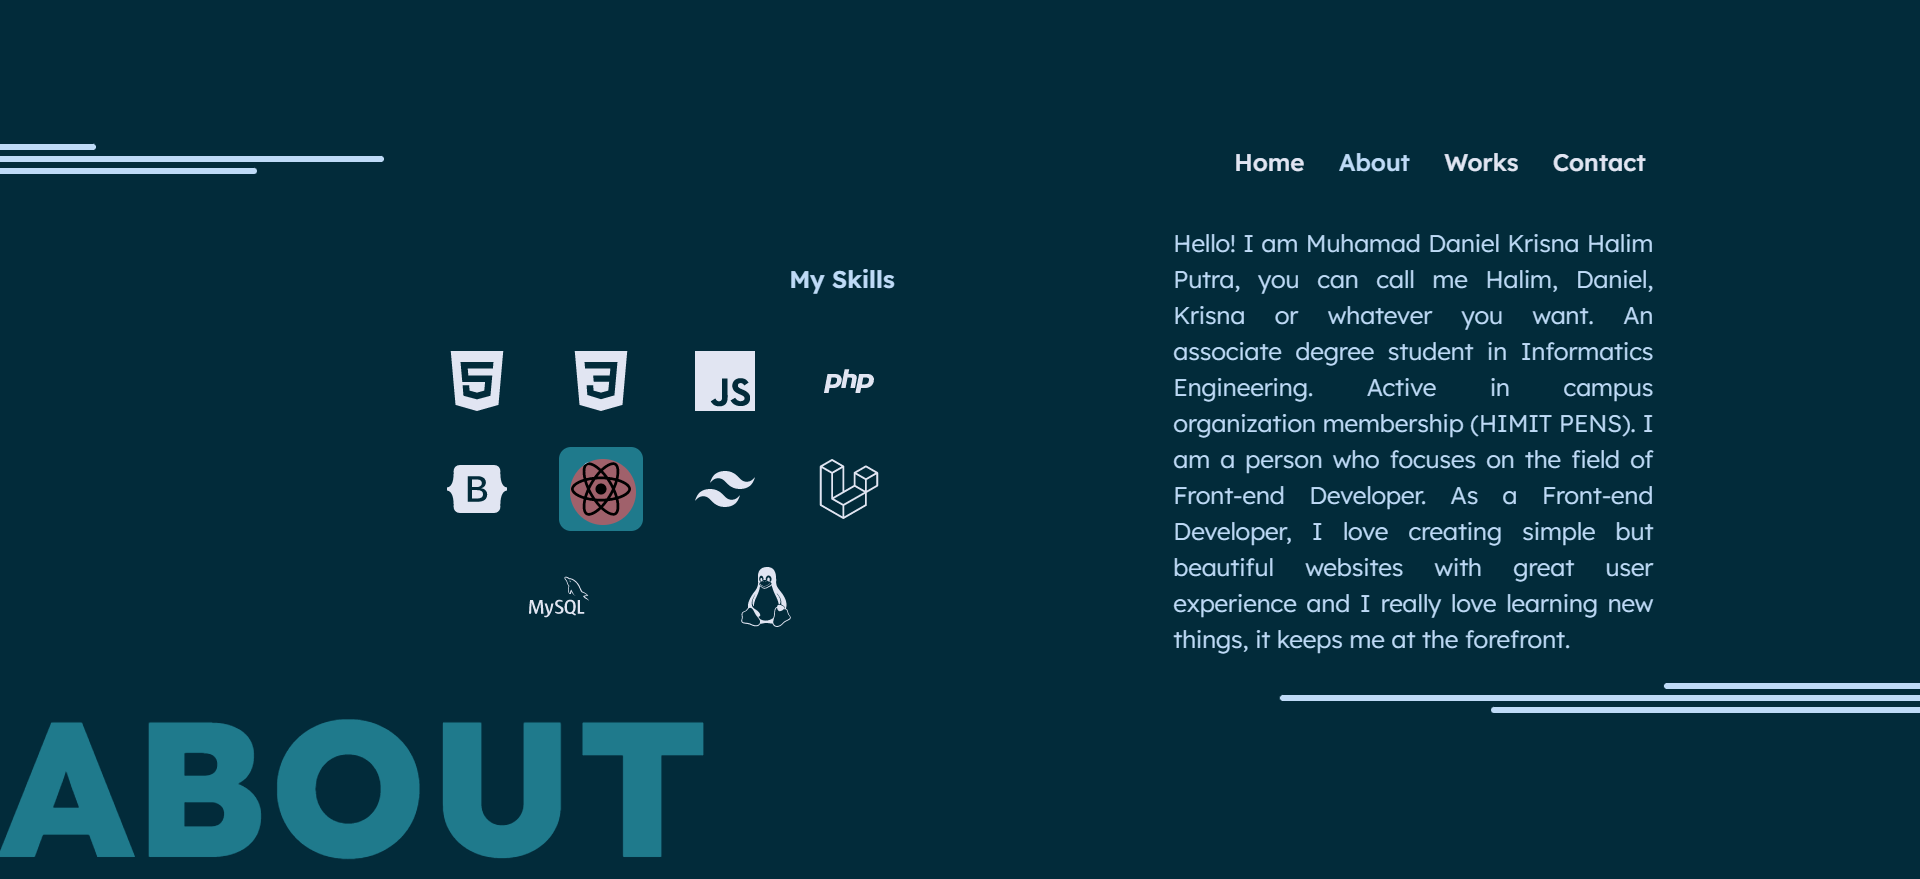 Home About Works Contact
My Skills
5 3 JS php
B
MySQL
Hello! I am Muhamad Daniel Krisna Halim
Putra, you can call me Halim, Daniel,
Krisna or whatever you want. An
associate degree student in Informatics
Engineering. Active in campus
organization membership (HIMIT PENS). I
am a person who focuses on the field of
Front-end Developer. As a Front-end
Developer, I love creating simple but
beautiful websites with great user
experience and I really love learning new
things, it keeps me at the forefront.
ABOUT